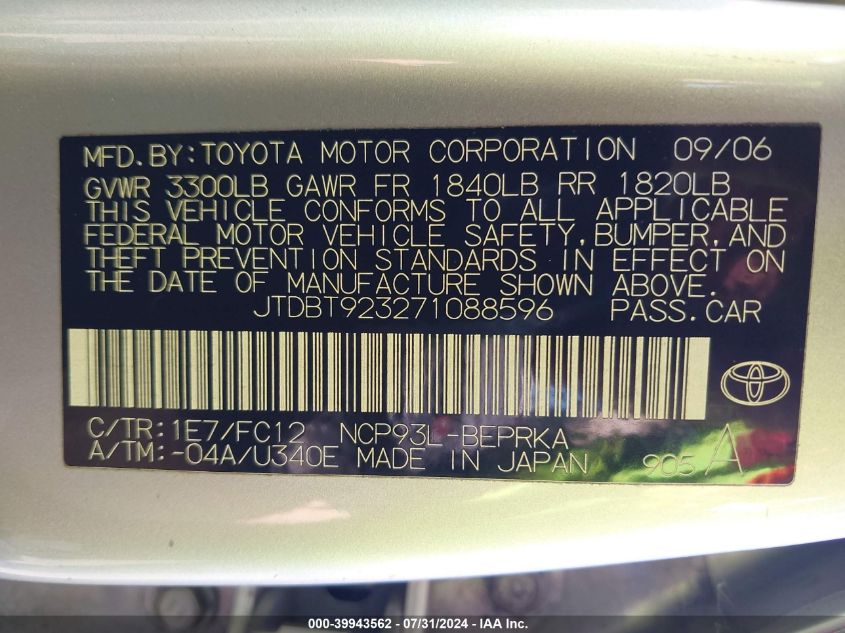 MFD.BY:TOYOTA MOTOR CORPORATION 09/06
GVWR 3300LB GAWR FR 1840LB RR 1820LB
THIS VEHICLE CONFORMS TO ALL APPLICABLE
FEDERAL MOTOR VEHICLE SAFETY,BUMPER,AND
THEFT PREVENTION STANDARDS IN EFFECT ON
THE DATE OF MANUFACTURE SHOWN ABOVE.
JTDBT923271088596 PASS.CAR
C/TR:1E7/FC12 NCP93L-BEPRKA
A/TM:-04A/U340E MADE IN JAPAN 905 A
000-39943562 - 07/31/2024 - IAA Inc.